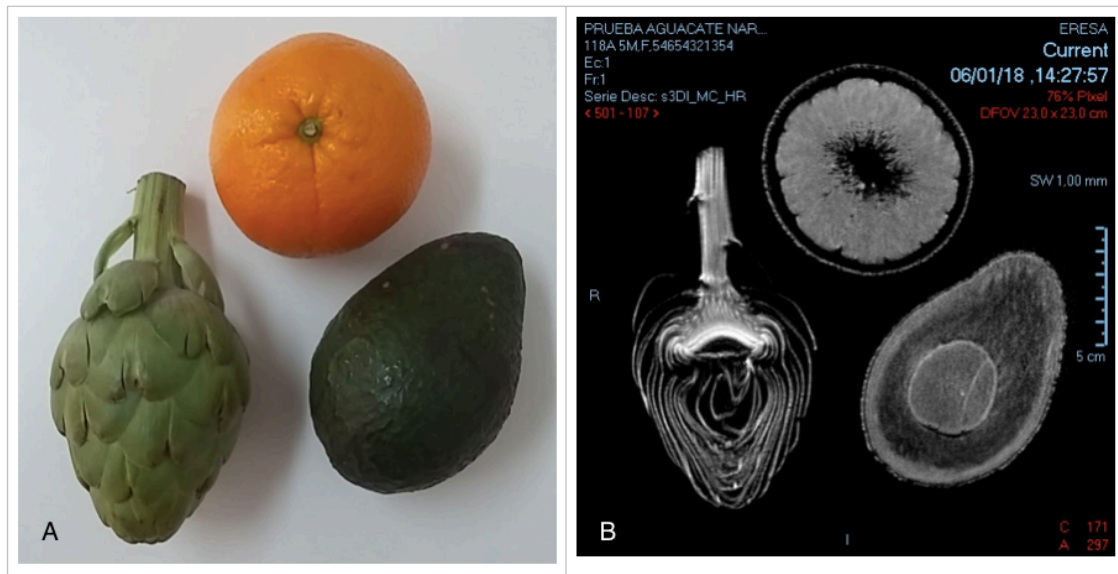 A
PRUEBA AGUACATE NAR...
118A 5M,F,54654321354
Ec:1
Fr:1
Serie Desc: s3DI_MC_HR
< 501 - 107 >
ERESA
Current
06/01/18 ,14:27:57
76% Pixel
DFOV 23,0 x 23,0 cm
SW 1,00 mm
R
5 cm
B
I
C 171
A 297